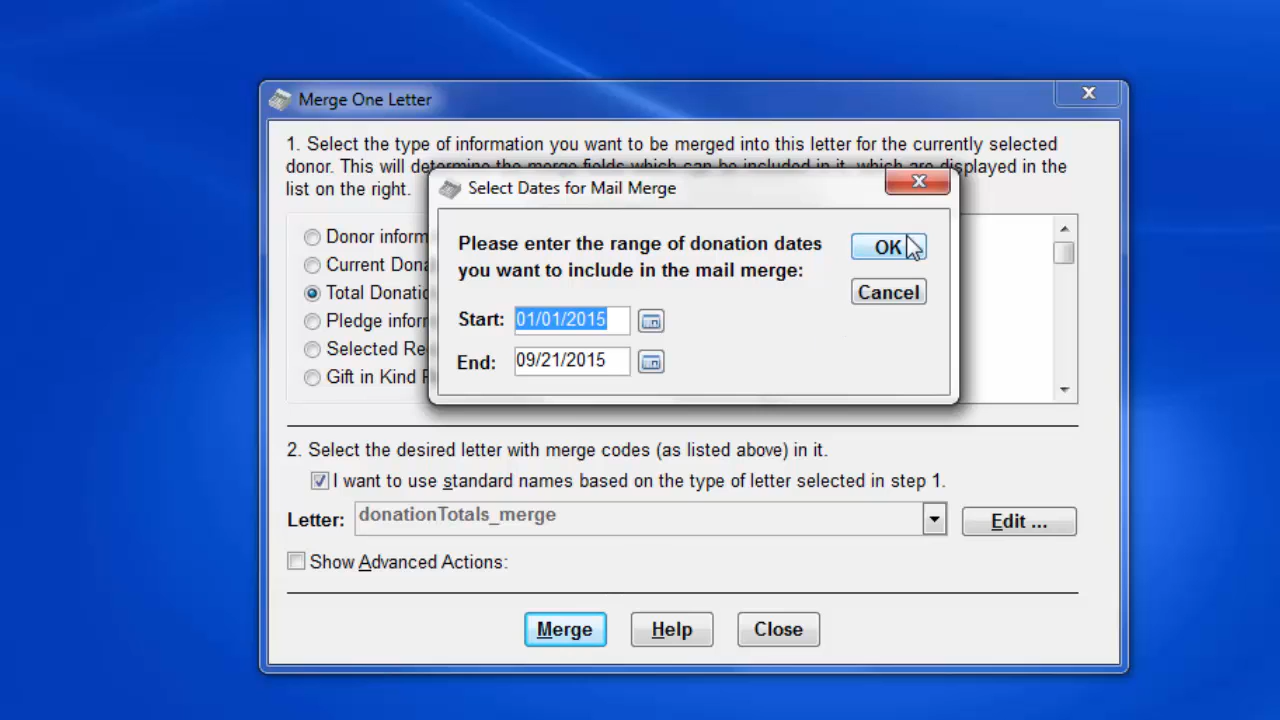 Merge One Letter
1. Select the type of information you want to be merged into this letter for the currently selected
donor. This will determine the merge fields which can be included in it, which are displayed in the
list on the right.
Select Dates for Mail Merge
Donor inform
Please enter the range of donation dates
OK
Current Dona
you want to include in the mail merge:
Total Donatio
Cancel
Pledge inform
Start: 01/01/2015
Selected Re
End: 09/21/2015
Gift in Kind
2. Select the desired letter with merge codes (as listed above) in it.
I want to use standard names based on the type of letter selected in step 1.
Letter: donationTotals_merge Edit ...
Show Advanced Actions:
Merge Help Close